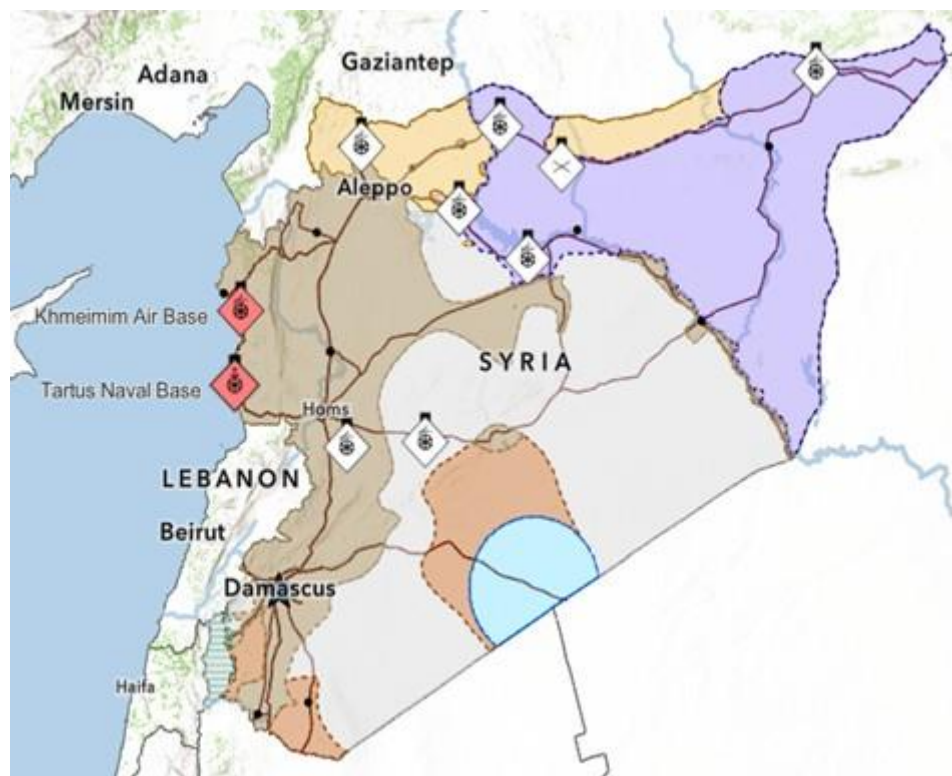 Gaziantep
Adana
Mersin
Aleppo
Khmeimim Air Base
SYRIA
Tartus Naval Base
Homs
LEBANON
Beirut
Damascus
Haifa